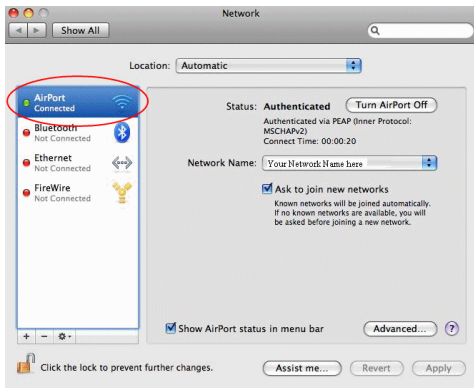 Network
Show All
Location: Automatic
AirPort
Connected
Bluetooth
Not Connected
Ethernet
Not Connected
FireWire
Not Connected
Status: Authenticated Turn AirPort Off
Authenticated via PEAP (Inner Protocol:
MSCHAPv2)
Connect Time: 00:00:20
Network Name: Your Network Name here
Ask to join new networks
Known networks will be joined automatically.
If no known networks are available, you will
be asked before joining a new network.
Show AirPort status in menu bar Advanced... ?
+ −
Click the lock to prevent further changes. Assist me... Revert Apply